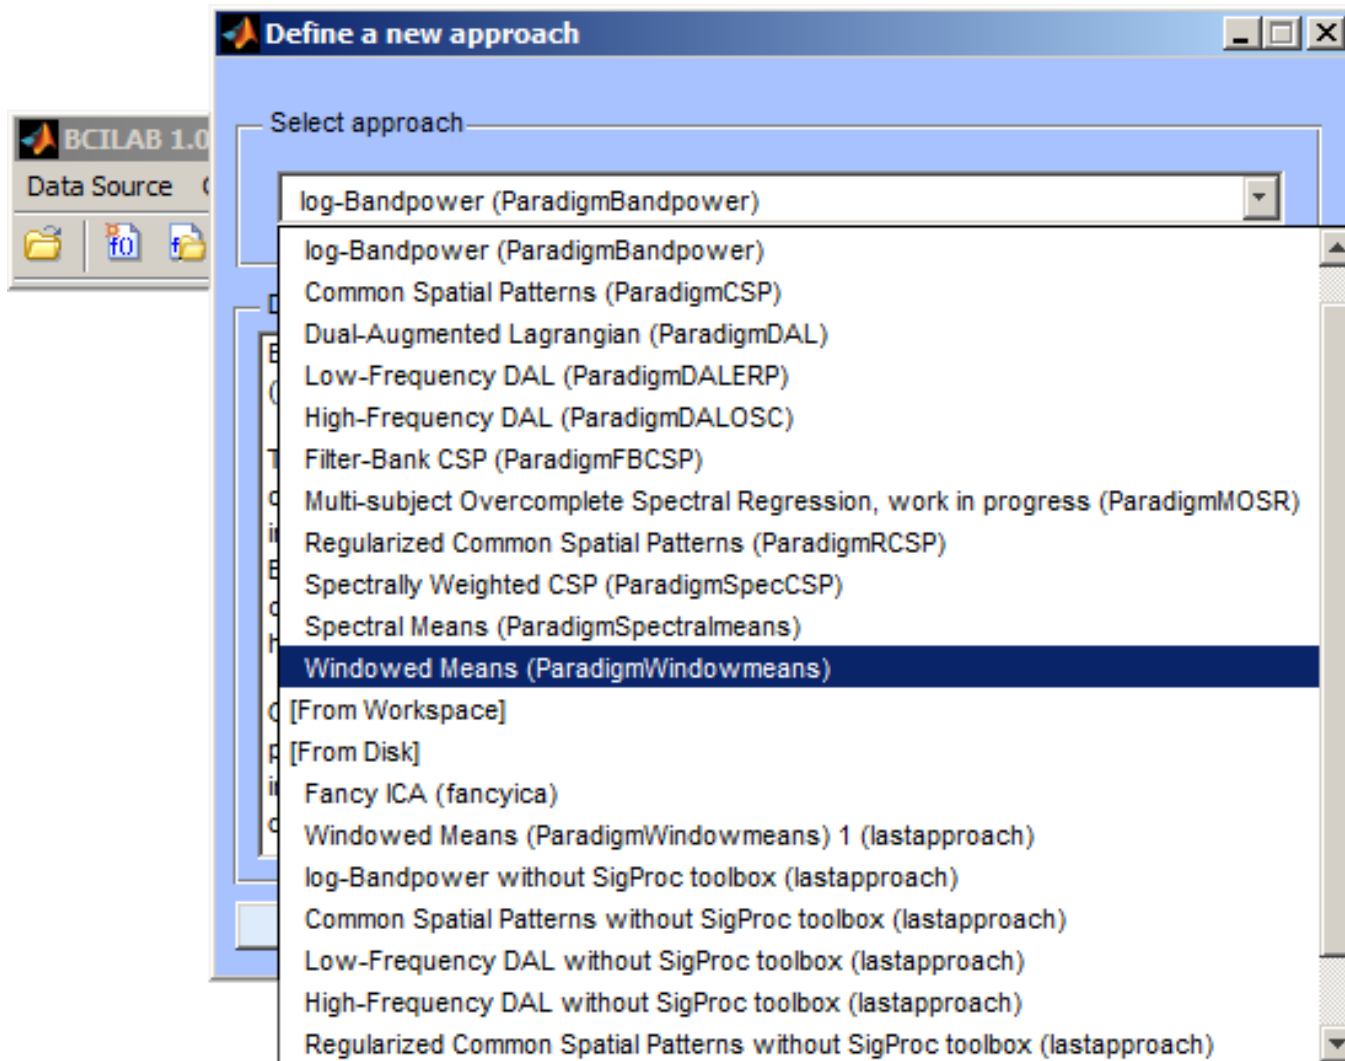 Define a new approach
Select approach
BCILAB 1.0
Data Source
log-Bandpower (ParadigmBandpower)
log-Bandpower (ParadigmBandpower)
Common Spatial Patterns (ParadigmCSP)
Dual-Augmented Lagrangian (ParadigmDAL)
Low-Frequency DAL (ParadigmDALERP)
High-Frequency DAL (ParadigmDALOSC)
Filter-Bank CSP (ParadigmFBCSP)
Multi-subject Overcomplete Spectral Regression, work in progress (ParadigmMOSR)
Regularized Common Spatial Patterns (ParadigmRCSP)
Spectrally Weighted CSP (ParadigmSpecCSP)
Spectral Means (ParadigmSpectralmeans)
Windowed Means (ParadigmWindowmeans)
[From Workspace]
[From Disk]
Fancy ICA (fancyica)
Windowed Means (ParadigmWindowmeans) 1 (lastapproach)
log-Bandpower without SigProc toolbox (lastapproach)
Common Spatial Patterns without SigProc toolbox (lastapproach)
Low-Frequency DAL without SigProc toolbox (lastapproach)
High-Frequency DAL without SigProc toolbox (lastapproach)
Regularized Common Spatial Patterns without SigProc toolbox (lastapproach)